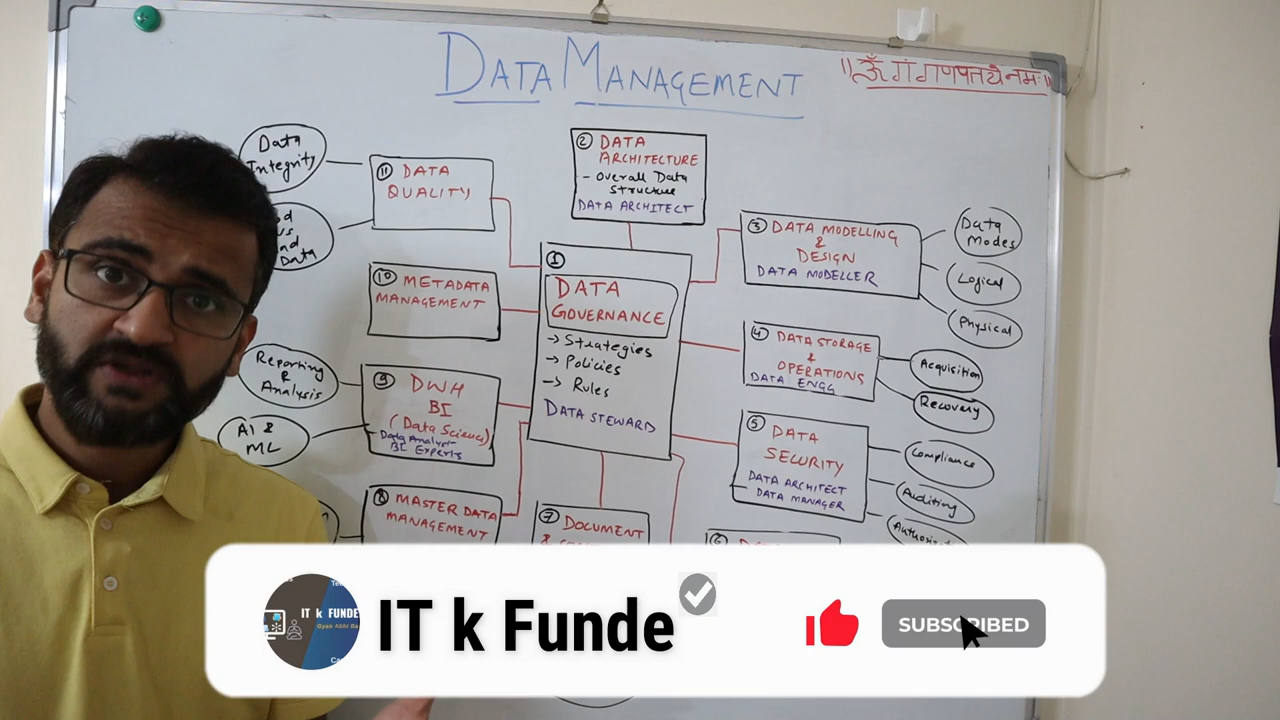 DATA MANAGEMENT
॥ ॐ गं गणपतये नमः ॥
Data
Integrity
11 DATA
QUALITY
2 DATA
ARCHITECTURE
- Overall Data
Structure
DATA ARCHITECT
3 DATA MODELLING
&
DESIGN
DATA MODELLER
Data
Modes
Logical
Physical
1
DATA
GOVERNANCE
→ Strategies
→ Policies
→ Rules
DATA STEWARD
10 METADATA
MANAGEMENT
4 DATA STORAGE
&
OPERATIONS
DATA ENGG
Acquisition
Recovery
Reporting
&
Analysis
AI &
ML
9 DWH
BI
(Data Science)
Data Analyst
BI Experts
5 DATA
SECURITY
DATA ARCHITECT
DATA MANAGER
Compliance
Auditing
8 MASTER DATA
MANAGEMENT
7 DOCUMENT
&
6
Data
IT k FUNDE
IT k Funde
SUBSCRIBED